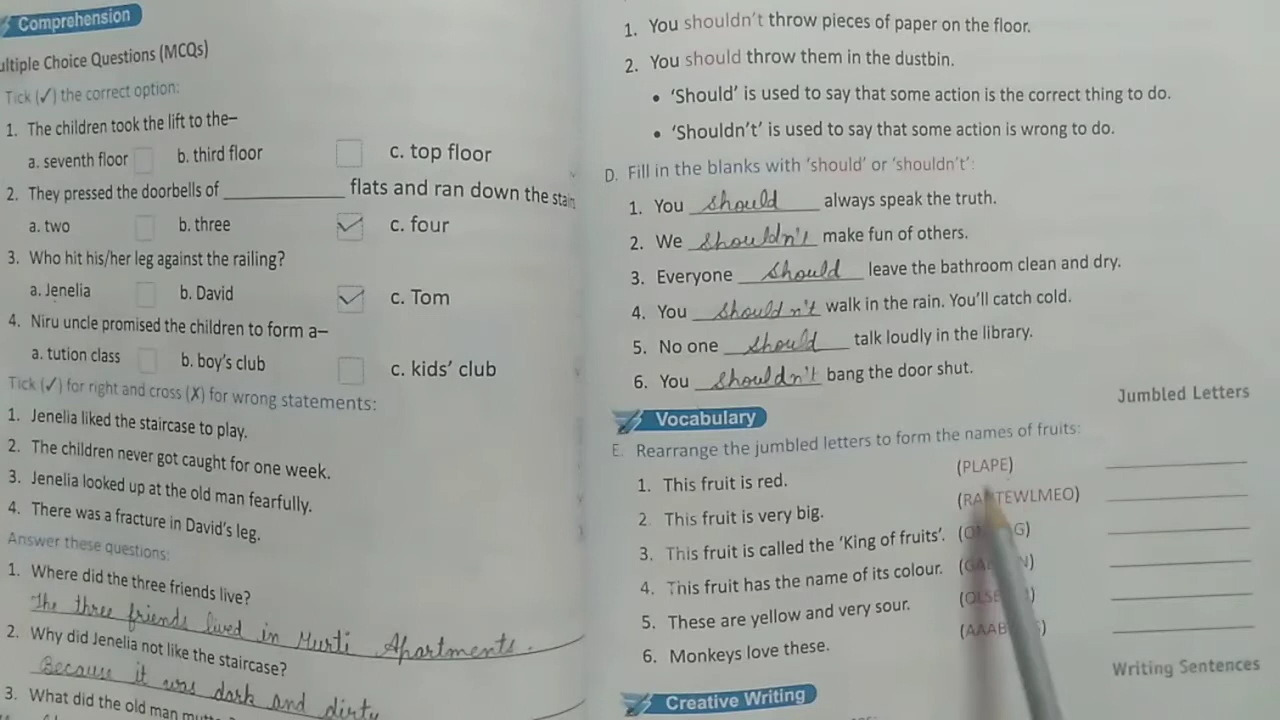 Comprehension
ultiple Choice Questions (MCQs)
Tick (✓) the correct option:
1. The children took the lift to the–
a. seventh floor b. third floor c. top floor
2. They pressed the doorbells of ____________ flats and ran down the stair
a. two b. three c. four
3. Who hit his/her leg against the railing?
a. Jenelia b. David c. Tom
4. Niru uncle promised the children to form a–
a. tution class b. boy's club c. kids' club
Tick (✓) for right and cross (✗) for wrong statements:
1. Jenelia liked the staircase to play.
2. The children never got caught for one week.
3. Jenelia looked up at the old man fearfully.
4. There was a fracture in David's leg.
Answer these questions:
1. Where did the three friends live?
The three friends lived in Murti Apartments.
2. Why did Jenelia not like the staircase?
Because it was dark and dirty
3. What did the old man
1. You shouldn't throw pieces of paper on the floor.
2. You should throw them in the dustbin.
• 'Should' is used to say that some action is the correct thing to do.
• 'Shouldn't' is used to say that some action is wrong to do.
D. Fill in the blanks with 'should' or 'shouldn't':
1. You should always speak the truth.
2. We shouldn't make fun of others.
3. Everyone should leave the bathroom clean and dry.
4. You shouldn't walk in the rain. You'll catch cold.
5. No one should talk loudly in the library.
6. You shouldn't bang the door shut.
Jumbled Letters
Vocabulary
E. Rearrange the jumbled letters to form the names of fruits:
1. This fruit is red. (PLAPE)
2. This fruit is very big.
3. This fruit is called the 'King of fruits'.
4. This fruit has the name of its colour.
5. These are yellow and very sour.
6. Monkeys love these.
Writing Sentences
Creative Writing